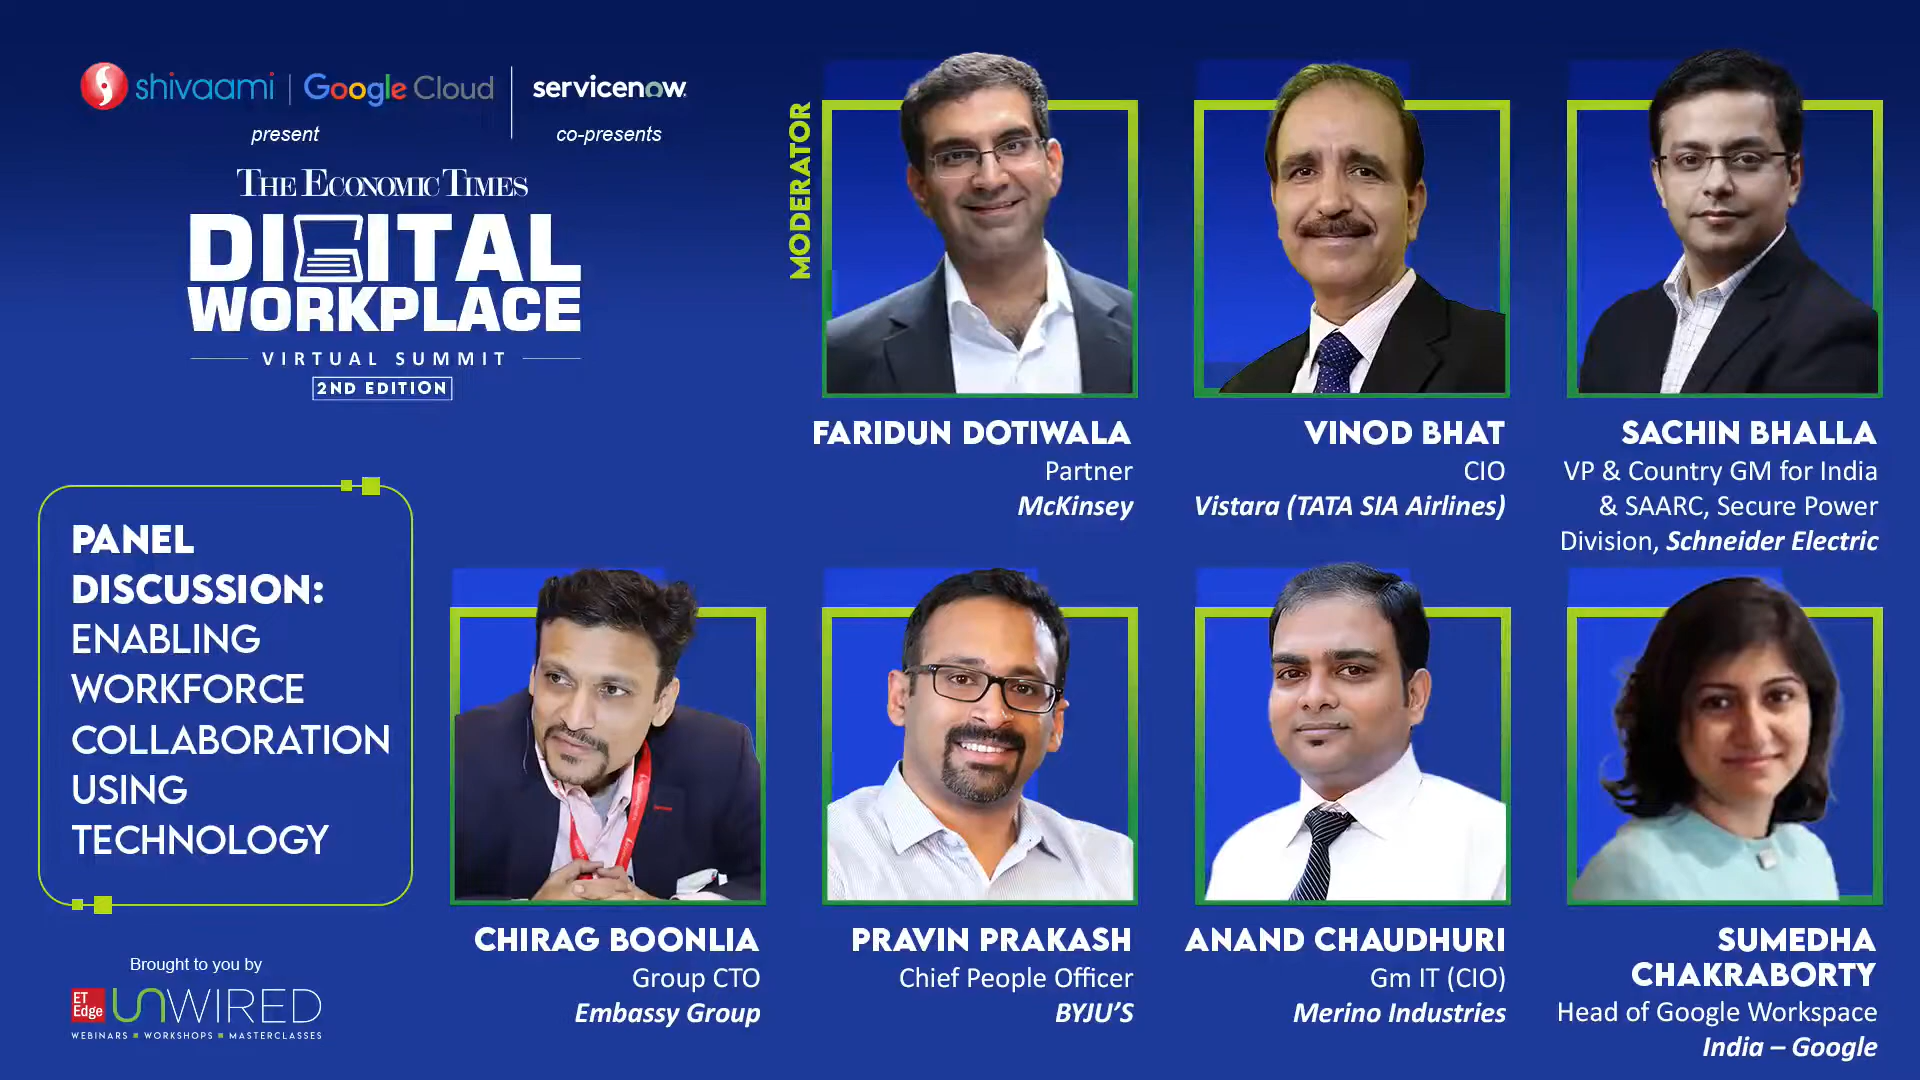 shivaami | Google Cloud
present
servicenow
co-presents
THE ECONOMIC TIMES
DIGITAL
WORKPLACE
VIRTUAL SUMMIT
2ND EDITION
PANEL
DISCUSSION:
ENABLING
WORKFORCE
COLLABORATION
USING
TECHNOLOGY
Brought to you by
ET
Edge
UNWIRED
WEBINARS ■ WORKSHOPS ■ MASTERCLASSES
MODERATOR
FARIDUN DOTIWALA
Partner
McKinsey
VINOD BHAT
CIO
Vistara (TATA SIA Airlines)
SACHIN BHALLA
VP & Country GM for India
& SAARC, Secure Power
Division, Schneider Electric
CHIRAG BOONLIA
Group CTO
Embassy Group
PRAVIN PRAKASH
Chief People Officer
BYJU'S
ANAND CHAUDHURI
Gm IT (CIO)
Merino Industries
SUMEDHA
CHAKRABORTY
Head of Google Workspace
India – Google